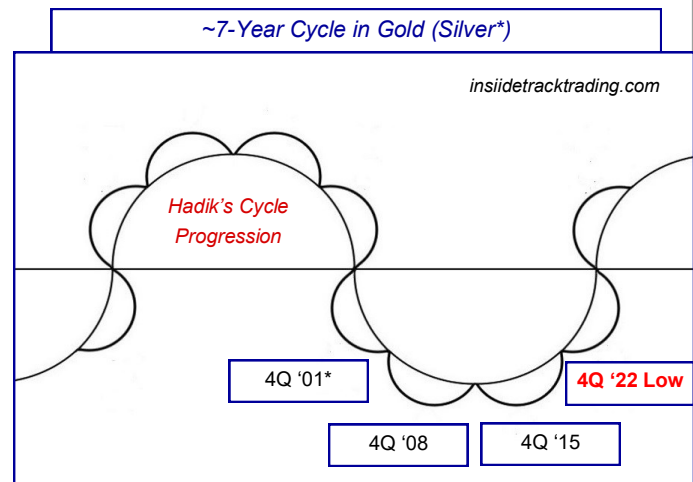 ~7-Year Cycle in Gold (Silver*)
insiidetracktrading.com
Hadik's Cycle
Progression
4Q '01*
4Q '22 Low
4Q '08
4Q '15